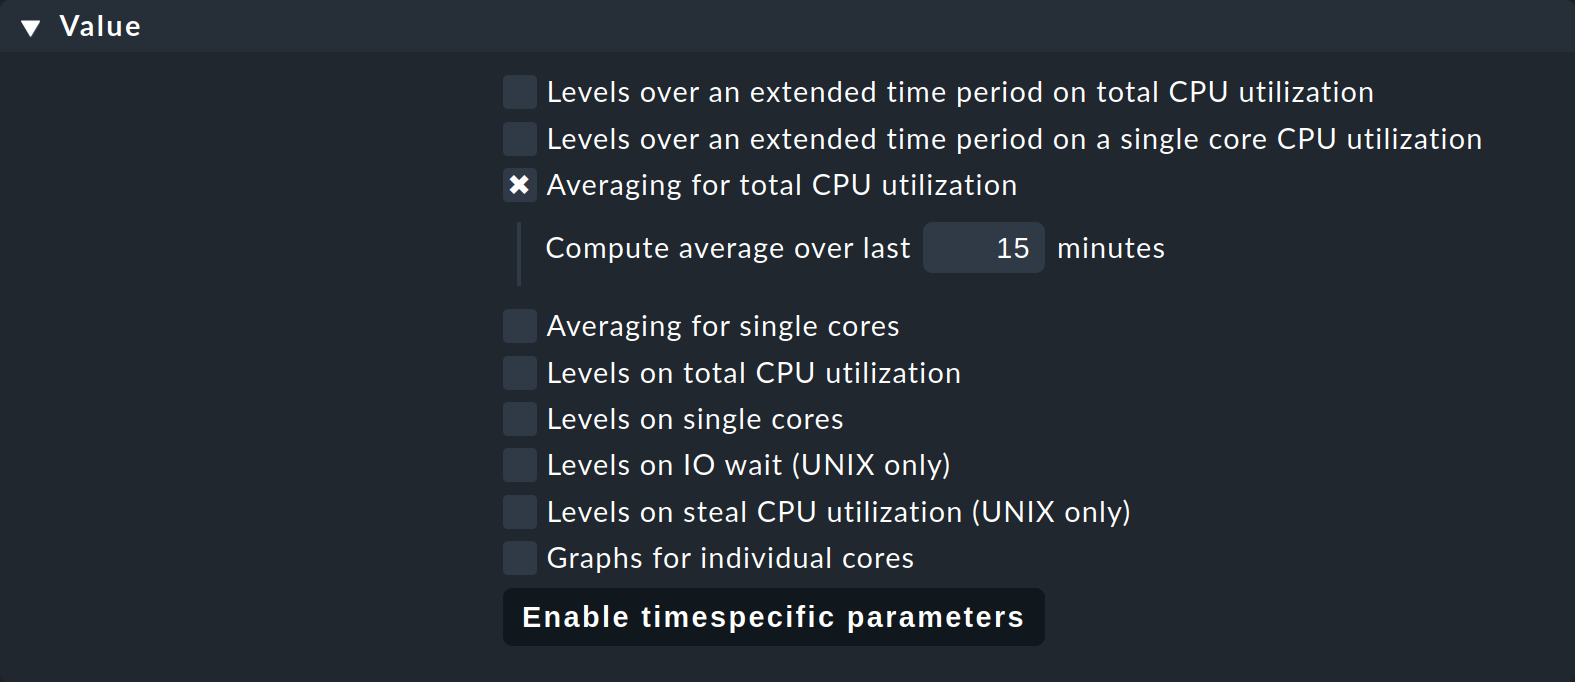 Value
Levels over an extended time period on total CPU utilization
Levels over an extended time period on a single core CPU utilization
Averaging for total CPU utilization
Compute average over last 15 minutes
Averaging for single cores
Levels on total CPU utilization
Levels on single cores
Levels on IO wait (UNIX only)
Levels on steal CPU utilization (UNIX only)
Graphs for individual cores
Enable timespecific parameters